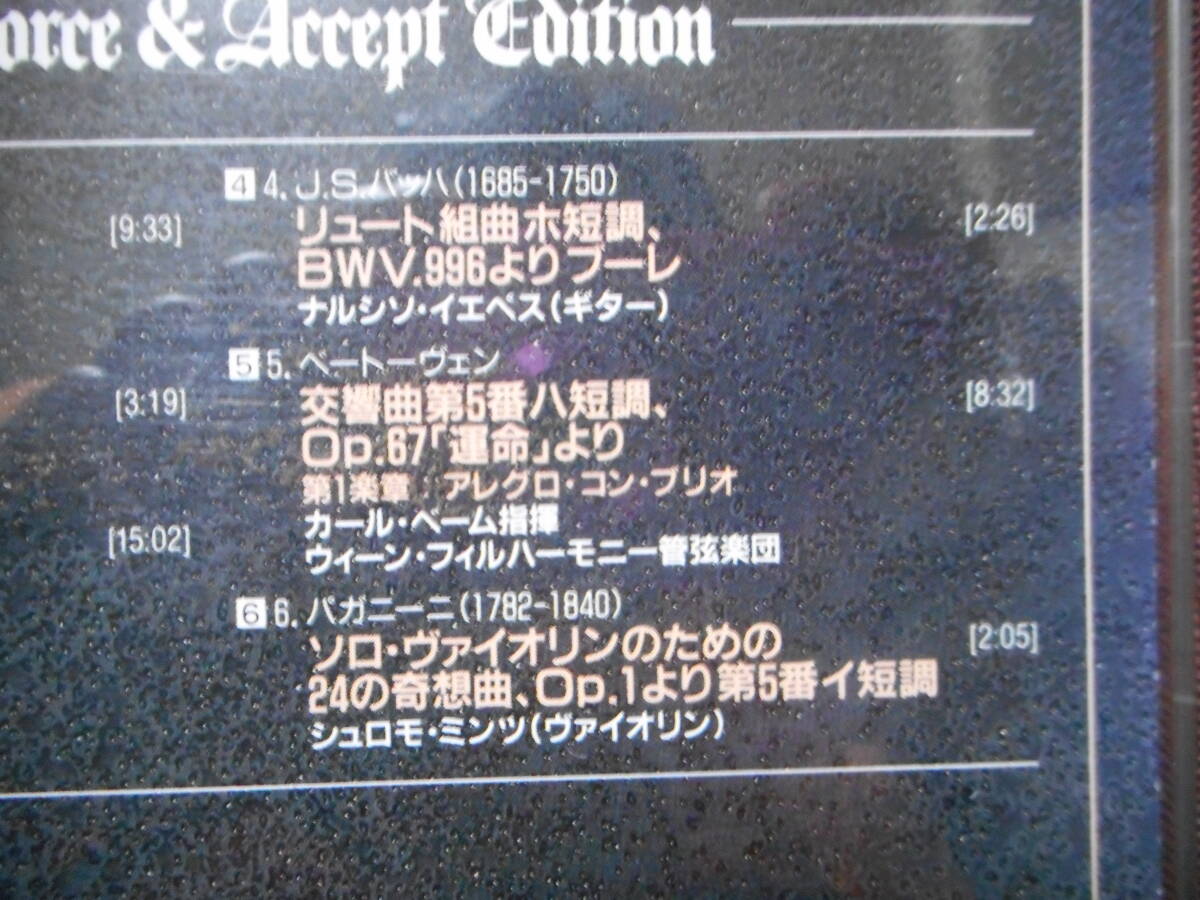 orce & Accept Edition
[9:33]
4 4. J.S.バッハ(1685-1750)
リュート組曲ホ短調、 [2:26]
BWV.996よりブーレ
ナルシソ・イエペス(ギター)
[3:19]
5 5. ベートーヴェン
交響曲第5番ハ短調、 [8:32]
Op.67「運命」より
第1楽章 アレグロ・コン・ブリオ
カール・ベーム指揮
ウィーン・フィルハーモニー管弦楽団
[15:02]
6 6. パガニーニ(1782-1840)
ソロ・ヴァイオリンのための [2:05]
24の奇想曲、Op.1より第5番イ短調
シュロモ・ミンツ(ヴァイオリン)